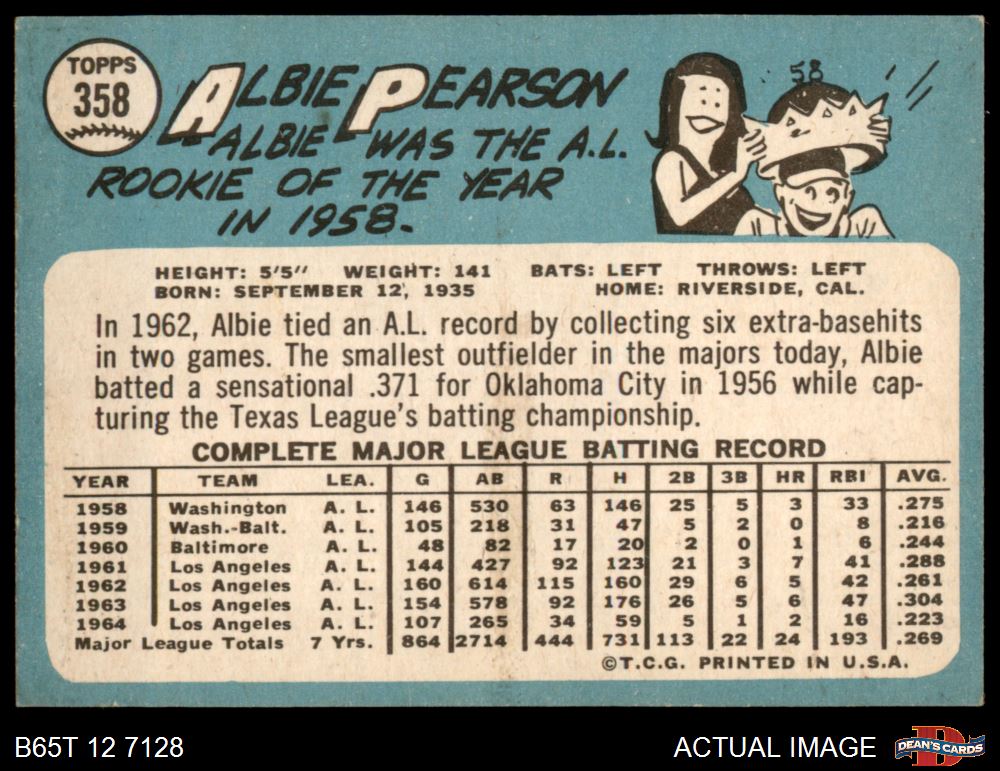 TOPPS
358
ALBIE PEARSON
ALBIE WAS THE A.L.
ROOKIE OF THE YEAR
IN 1958.
58
HEIGHT: 5'5" WEIGHT: 141 BATS: LEFT THROWS: LEFT
BORN: SEPTEMBER 12, 1935 HOME: RIVERSIDE, CAL.
In 1962, Albie tied an A.L. record by collecting six extra-basehits
in two games. The smallest outfielder in the majors today, Albie
batted a sensational .371 for Oklahoma City in 1956 while cap-
turing the Texas League's batting championship.
COMPLETE MAJOR LEAGUE BATTING RECORD
YEAR TEAM LEA. G AB R H 2B 3B HR RBI AVG.
1958 Washington A. L. 146 530 63 146 25 5 3 33 .275
1959 Wash.-Balt. A. L. 105 218 31 47 5 2 0 8 .216
1960 Baltimore A. L. 48 82 17 20 2 0 1 6 .244
1961 Los Angeles A. L. 144 427 92 123 21 3 7 41 .288
1962 Los Angeles A. L. 160 614 115 160 29 6 5 42 .261
1963 Los Angeles A. L. 154 578 92 176 26 5 6 47 .304
1964 Los Angeles A. L. 107 265 34 59 5 1 2 16 .223
Major League Totals 7 Yrs. 864 2714 444 731 113 22 24 193 .269
©T.C.G. PRINTED IN U.S.A.
B65T 12 7128 ACTUAL IMAGE
DEAN'S CARDS